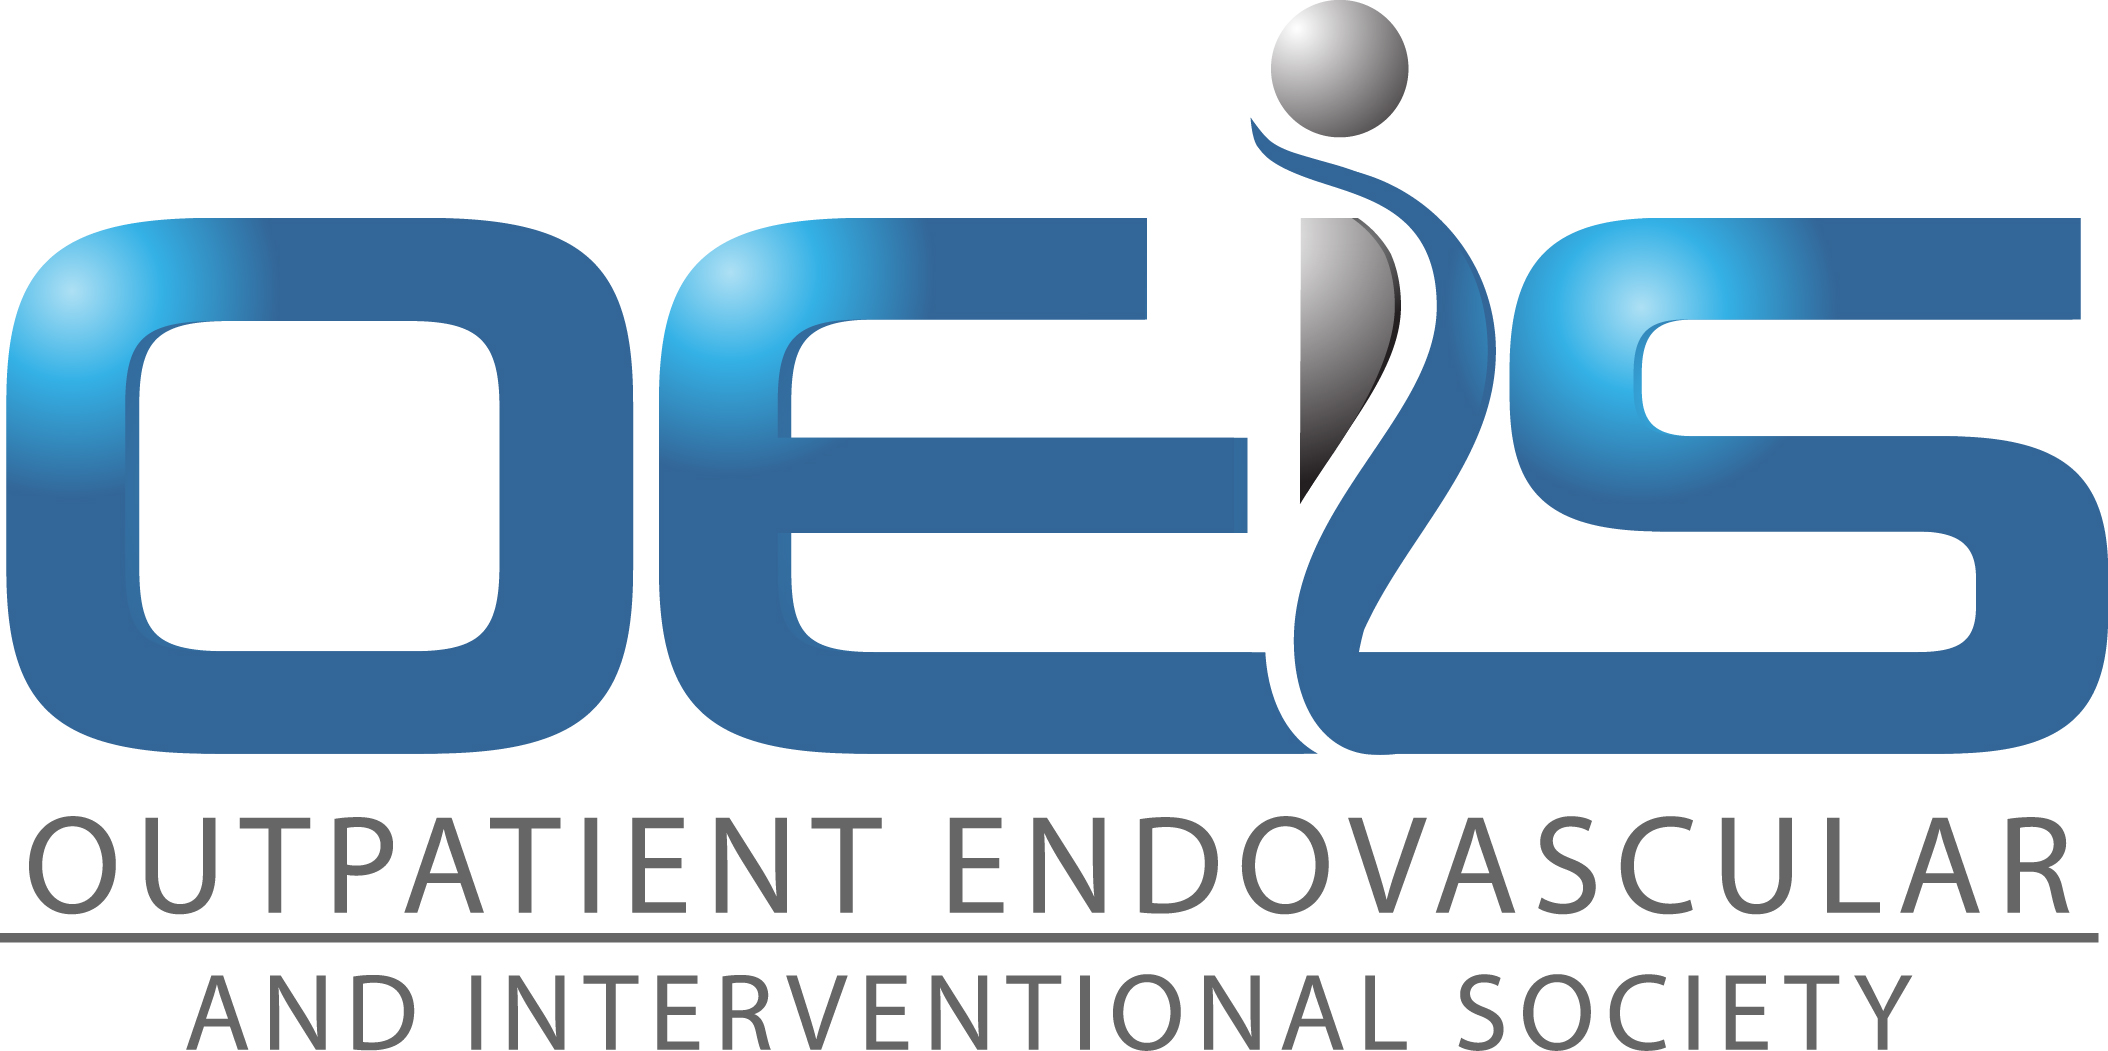 OEiS
OUTPATIENT ENDOVASCULAR
AND INTERVENTIONAL SOCIETY